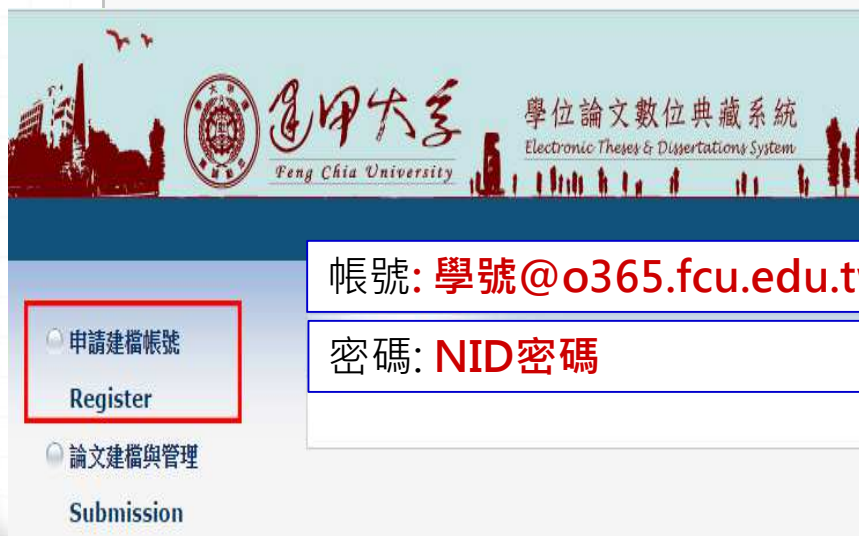 逢甲大學
Feng Chia University
學位論文數位典藏系統
Electronic Theses & Dissertations System
帳號: 學號@o365.fcu.edu.t
密碼: NID密碼
申請建檔帳號
Register
論文建檔與管理
Submission